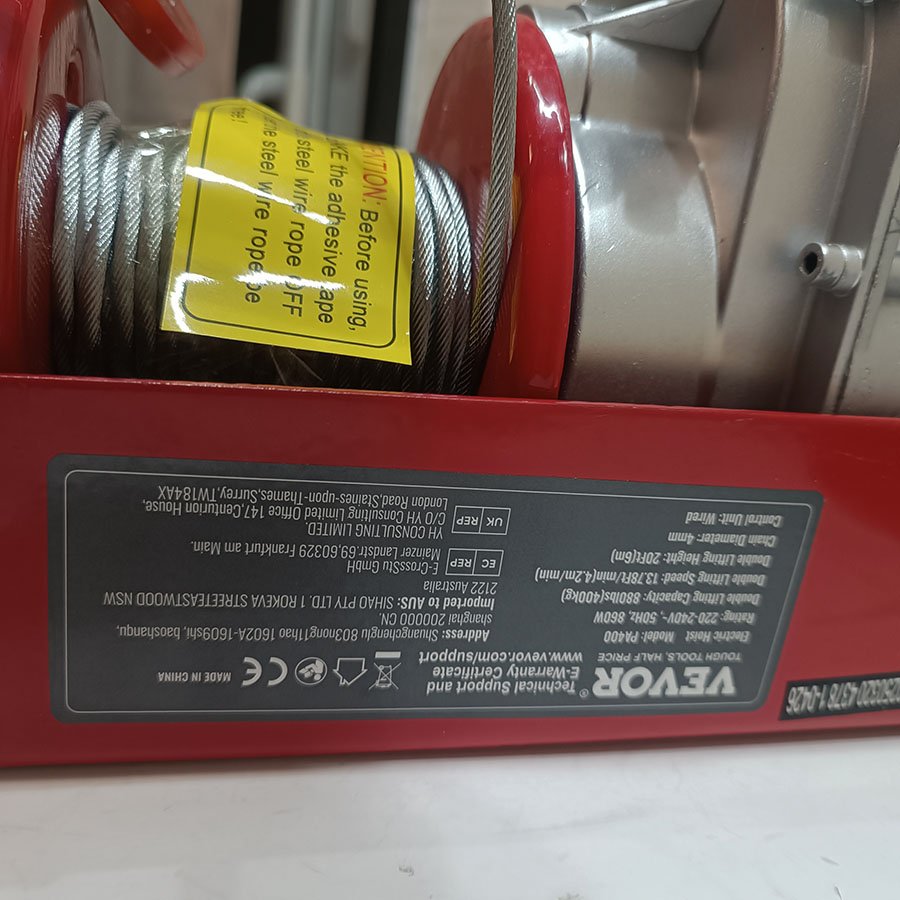 VEVOR®
TOUGH TOOLS, HALF PRICE
Electric Hoist Model: PA400
Rating: 220-240V~, 50Hz 860W
Double Lifting Capacity: 880lbs(400kg)
Double Lifting Speed: 13.78Ft/min(4.2m/min)
Double Lifting Height: 20Ft(6m)
Chain Diameter: 4mm
Control Unit: Wired
Technical Support and
E-Warranty Certificate
www.vevor.com/support
CE
MADE IN CHINA
Address: Shuangchenglu 803nong11hao 1602A-1609shi, baoshanqu,
shanghai 200000 CN.
Imported to AUS: SIHAO PTY LTD. 1 ROKEVA STREETEASTWOOD NSW
2122 Australia
EC REP
E-CrossStu GmbH
Mainzer Landstr.69,60329 Frankfurt am Main.
UK REP
YH CONSULTING LIMITED
C/O YH Consulting Limited Office 147,Centurion House,
London Road,Staines-upon-Thames,Surrey,TW184AX
Before using,
the adhesive tape
steel wire rope OFF
steel wire rope